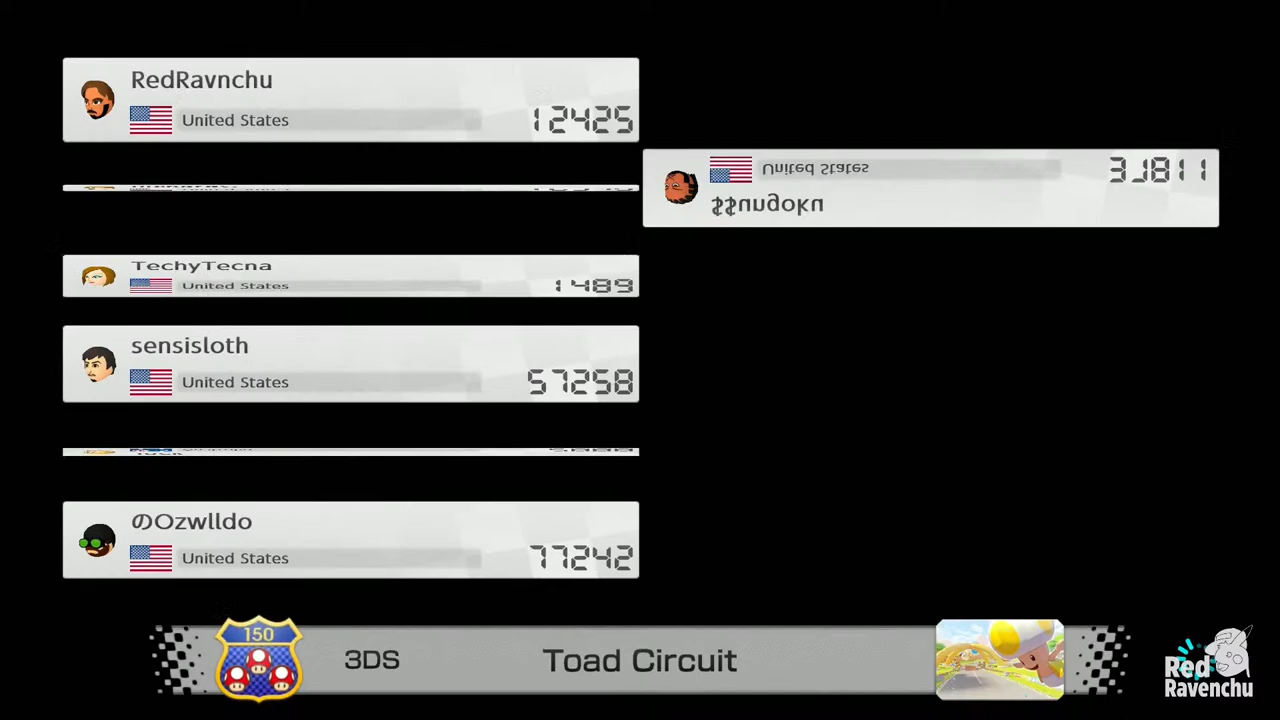 RedRavnchu
United States
12425
United States
$$ungoku
TechyTecna
United States
1489
sensisloth
United States
57258
のOzwlldo
United States
77242
150
3DS
Toad Circuit
Red
Ravenchu